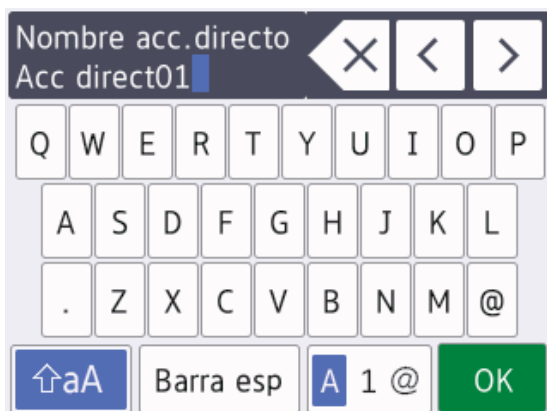 Nombre acc.directo
Acc direct01
Q W E R T Y U I O P
A S D F G H J K L
. Z X C V B N M @
aA Barra esp A 1 @ OK